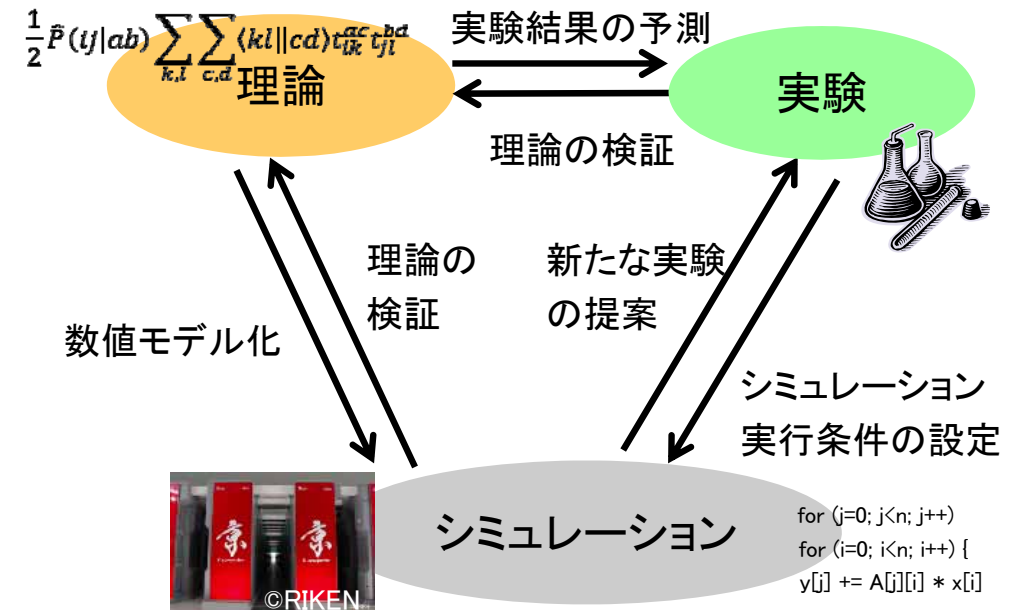 1/2 P̂(ij|ab) ∑k,l ∑c,d ⟨kl||cd⟩t_ik^ac t_jl^bd
実験結果の予測
理論
実験
理論の検証
理論の
検証
新たな実験
の提案
数値モデル化
シミュレーション
実行条件の設定
シミュレーション
京
京
for (j=0; j<n; j++)
for (i=0; i<n; i++) {
y[j] += A[j][i] * x[i]
©RIKEN